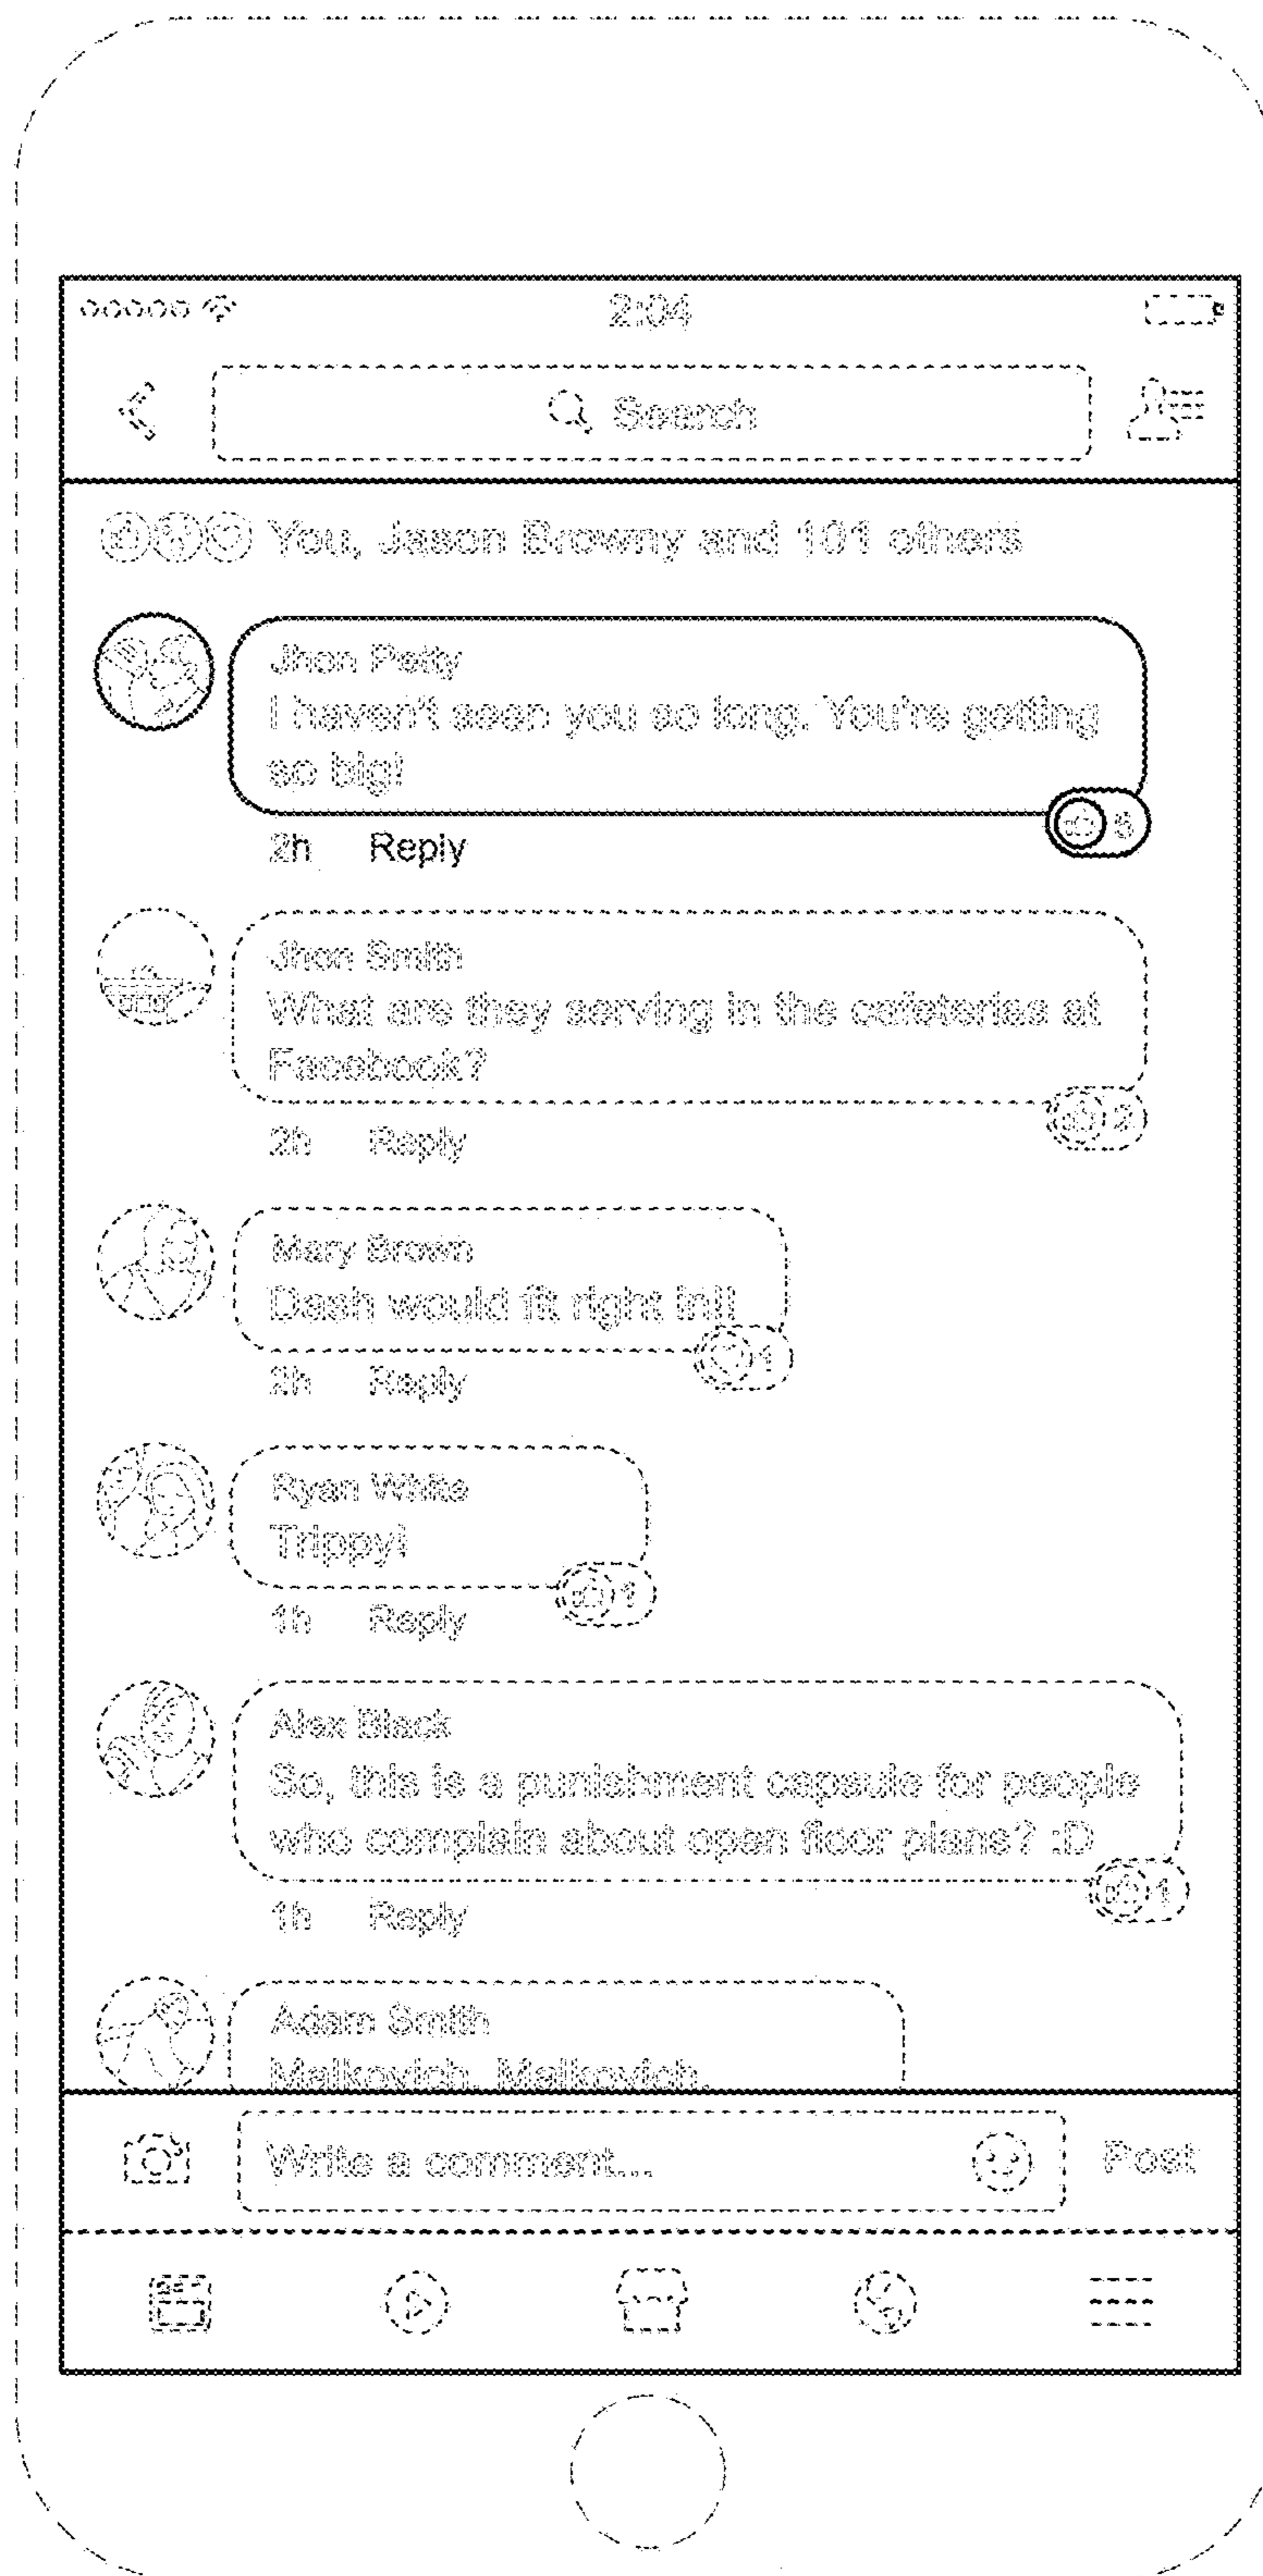 2:04
Search
You, Jason Browny and 101 others
Jhon Petty
I haven't seen you so long. You're getting
so big!
5
2h Reply
Jhon Smith
What are they serving in the cafeteries at
Facebook?
2
2h Reply
Mary Brown
Dash would fit right in!!
1
2h Reply
Ryan White
Trippy!
1
1h Reply
Alex Black
So, this is a punishment capsule for people
who complain about open floor plans? :D
1
1h Reply
Adam Smith
Malkovich. Malkovich.
Write a comment...
Post